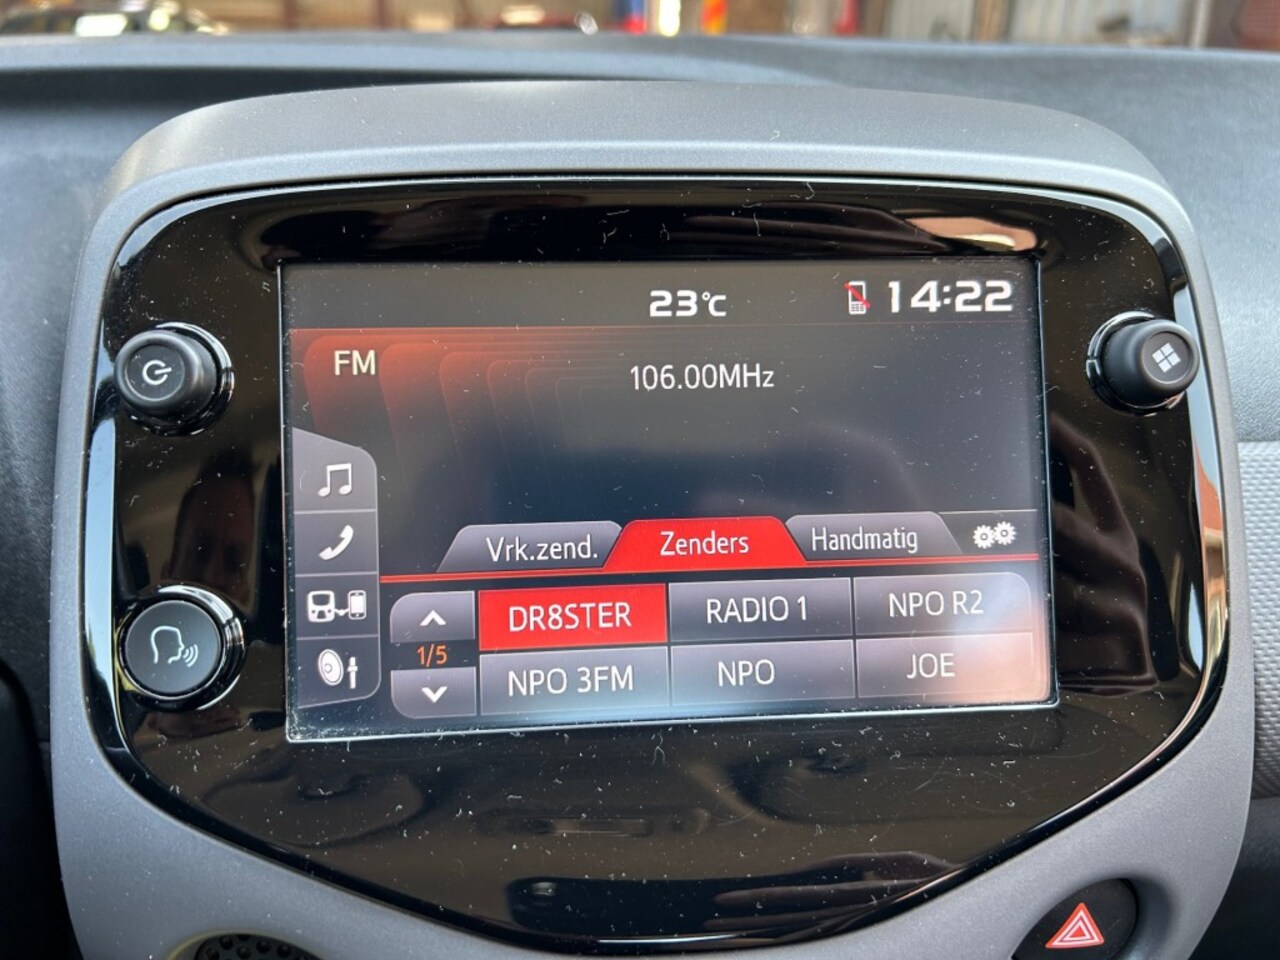 23°C 14:22
FM
106.00MHz
Vrk.zend. Zenders Handmatig
DR8STER RADIO 1 NPO R2
1/5
NPO 3FM NPO JOE